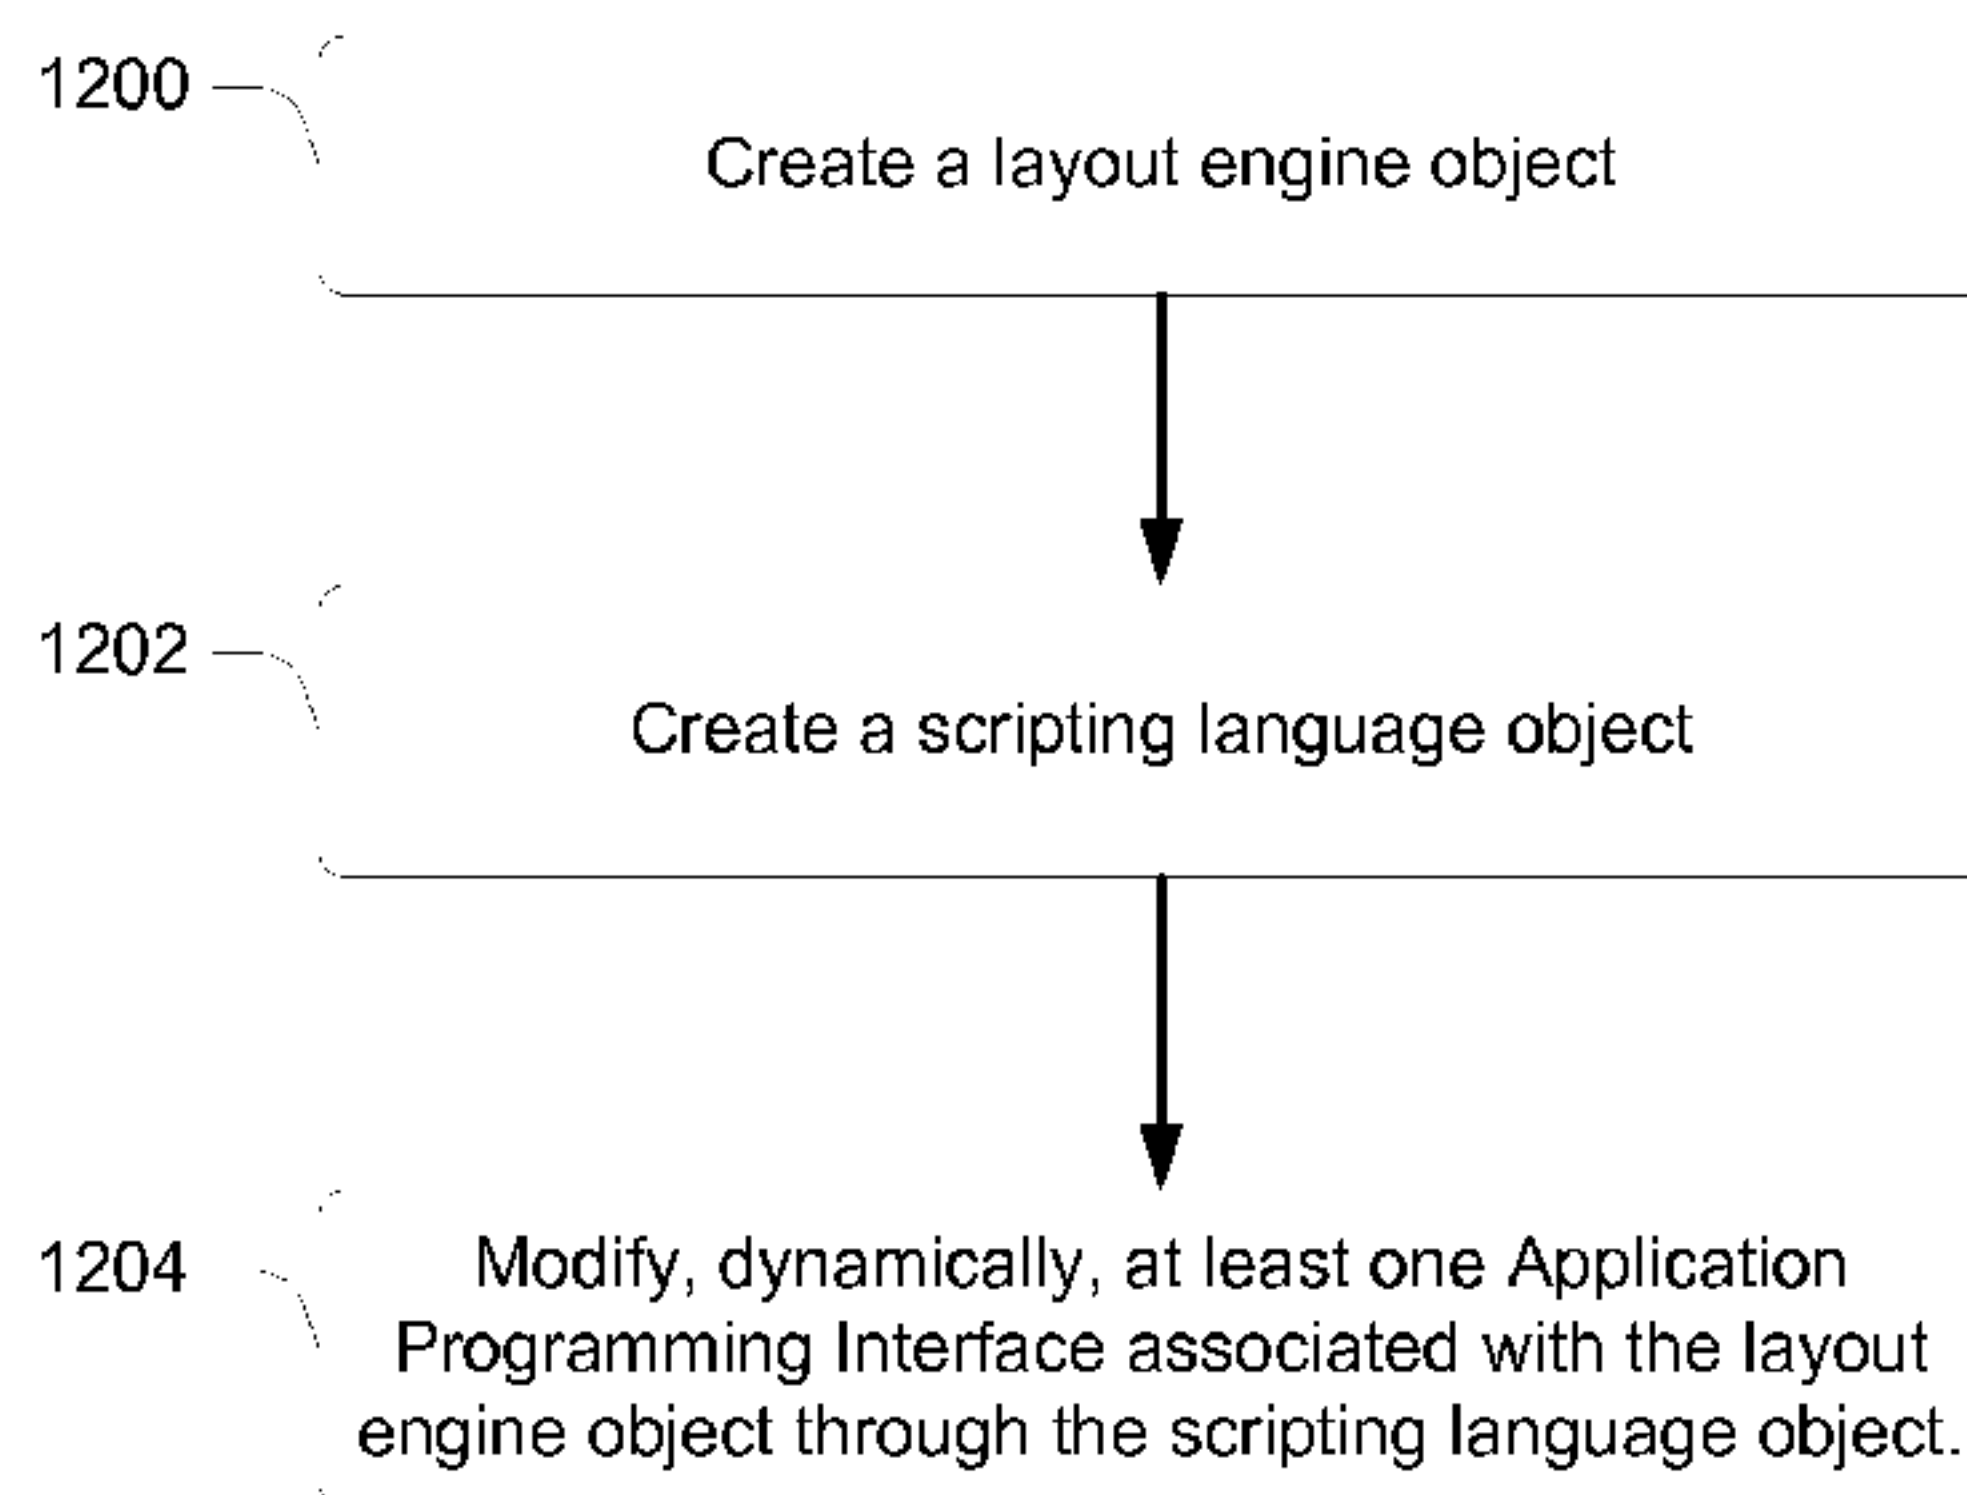 1200
Create a layout engine object
1202
Create a scripting language object
1204
Modify, dynamically, at least one Application
Programming Interface associated with the layout
engine object through the scripting language object.